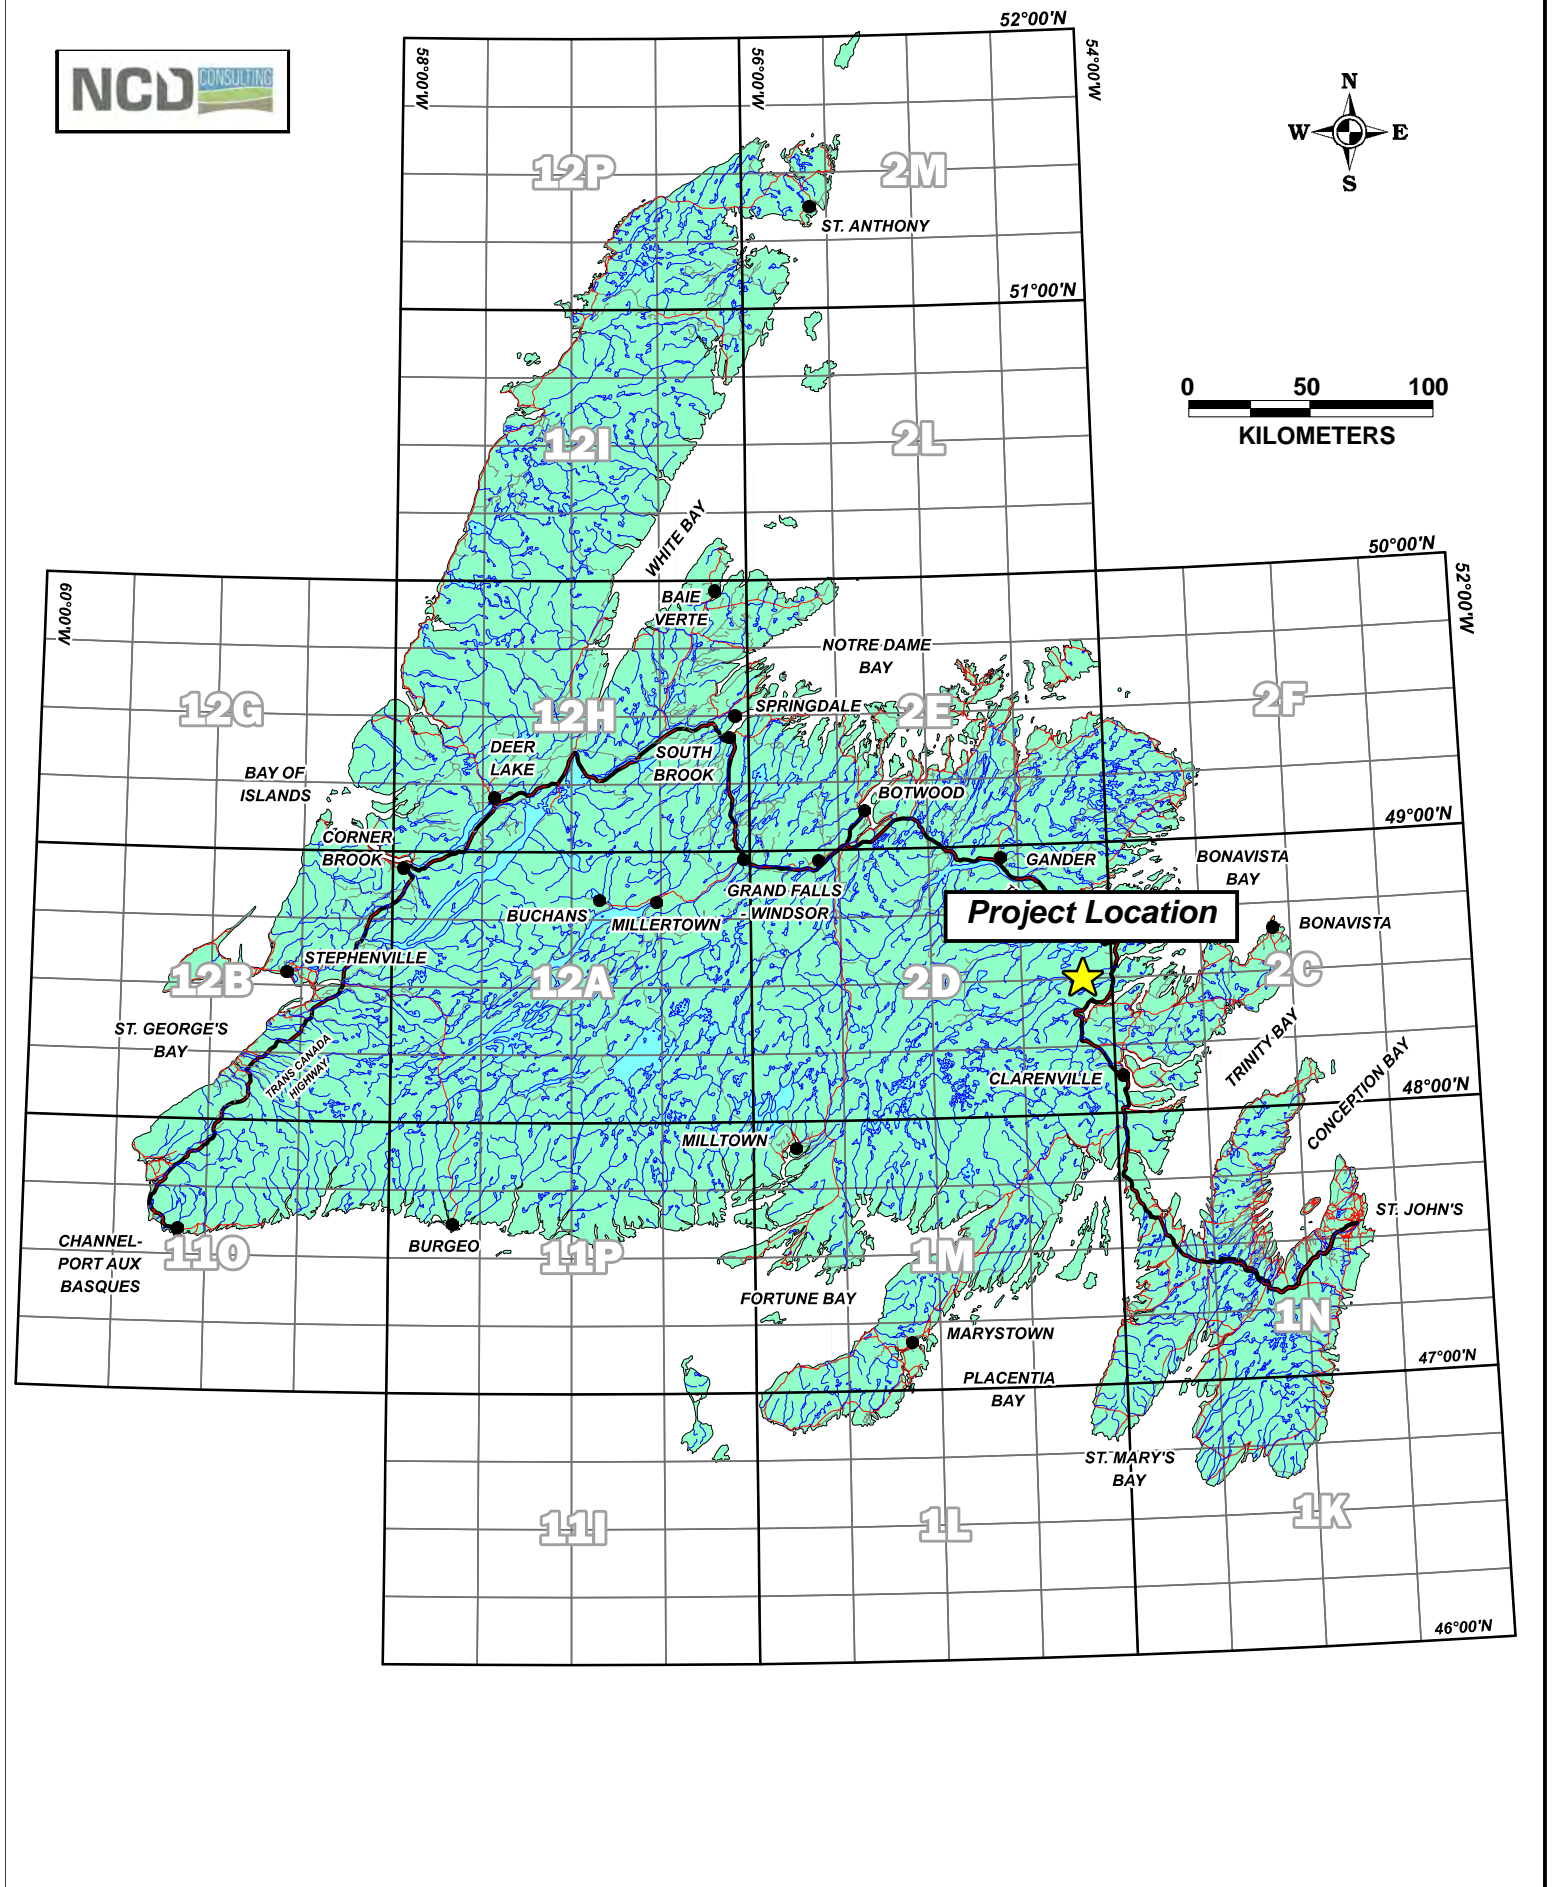 52°00'N
NCD CONSULTING
58°00'W
56°00'W
54°00'W
N
W E
S
12P
2M
ST. ANTHONY
51°00'N
0 50 100
KILOMETERS
12I
2L
WHITE BAY
50°00'N
60°00'W
52°00'W
BAIE
VERTE
NOTRE DAME
BAY
12G
12H
SPRINGDALE
2E
2F
DEER
LAKE
SOUTH
BROOK
BAY OF
ISLANDS
BOTWOOD
49°00'N
CORNER
BROOK
GANDER
BONAVISTA
BAY
GRAND FALLS
- WINDSOR
BUCHANS
MILLERTOWN
Project Location
BONAVISTA
STEPHENVILLE
12B
12A
2D
2C
ST. GEORGE'S
BAY
TRANS CANADA
HIGHWAY
TRINITY BAY
CLARENVILLE
48°00'N
CONCEPTION BAY
MILLTOWN
ST. JOHN'S
CHANNEL-
PORT AUX
BASQUES
11O
BURGEO
11P
1M
FORTUNE BAY
1N
MARYSTOWN
47°00'N
PLACENTIA
BAY
ST. MARY'S
BAY
11I
1L
1K
46°00'N